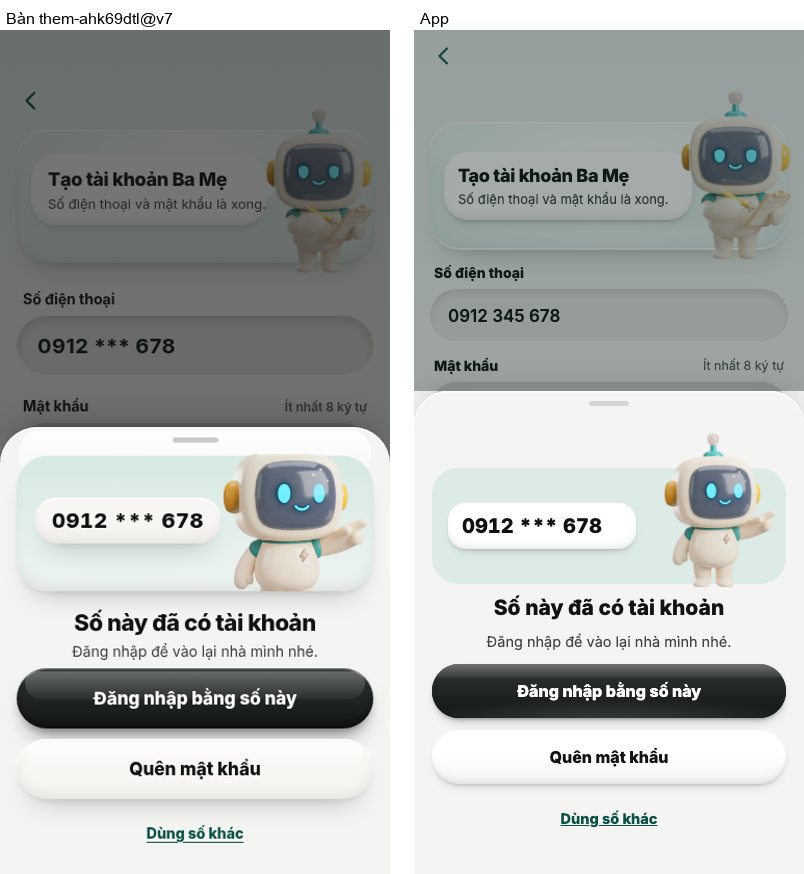 Bản them-ahk69dtl@v7
Tạo tài khoản Ba Mẹ
Số điện thoại và mật khẩu là xong.
Số điện thoại
0912 *** 678
Mật khẩu
Ít nhất 8 ký tự
0912 *** 678
Số này đã có tài khoản
Đăng nhập để vào lại nhà mình nhé.
Đăng nhập bằng số này
Quên mật khẩu
Dùng số khác
App
Tạo tài khoản Ba Mẹ
Số điện thoại và mật khẩu là xong.
Số điện thoại
0912 345 678
Mật khẩu
Ít nhất 8 ký tự
0912 *** 678
Số này đã có tài khoản
Đăng nhập để vào lại nhà mình nhé.
Đăng nhập bằng số này
Quên mật khẩu
Dùng số khác